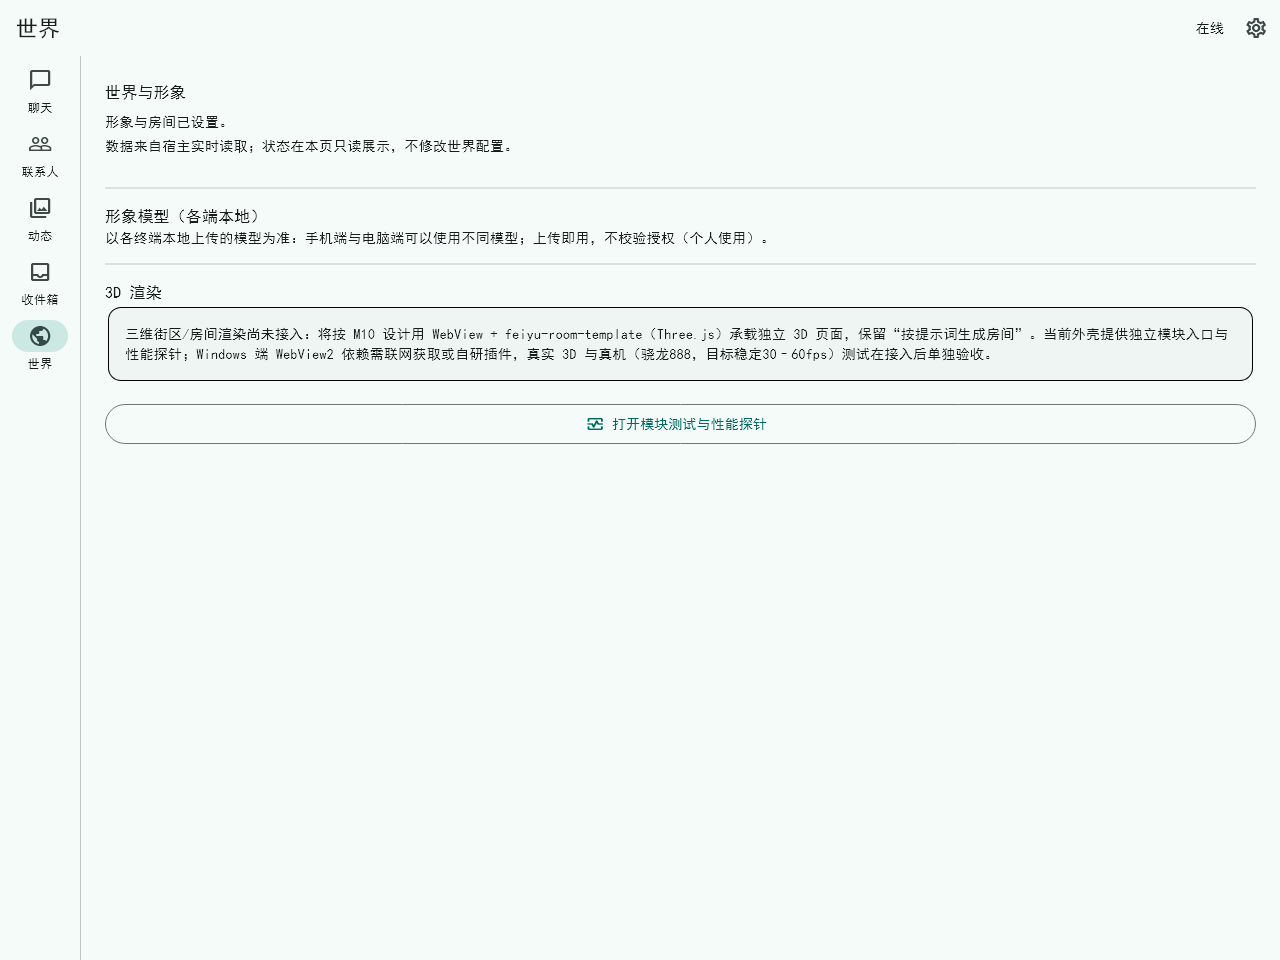 世界
在线
聊天
联系人
动态
收件箱
世界
世界与形象
形象与房间已设置。
数据来自宿主实时读取；状态在本页只读展示，不修改世界配置。
形象模型（各端本地）
以各终端本地上传的模型为准：手机端与电脑端可以使用不同模型；上传即用，不校验授权（个人使用）。
3D 渲染
三维街区/房间渲染尚未接入：将按 M10 设计用 WebView + feiyu-room-template（Three.js）承载独立 3D 页面，保留“按提示词生成房间”。当前外壳提供独立模块入口与
性能探针；Windows 端 WebView2 依赖需联网获取或自研插件，真实 3D 与真机（骁龙888，目标稳定30–60fps）测试在接入后单独验收。
打开模块测试与性能探针